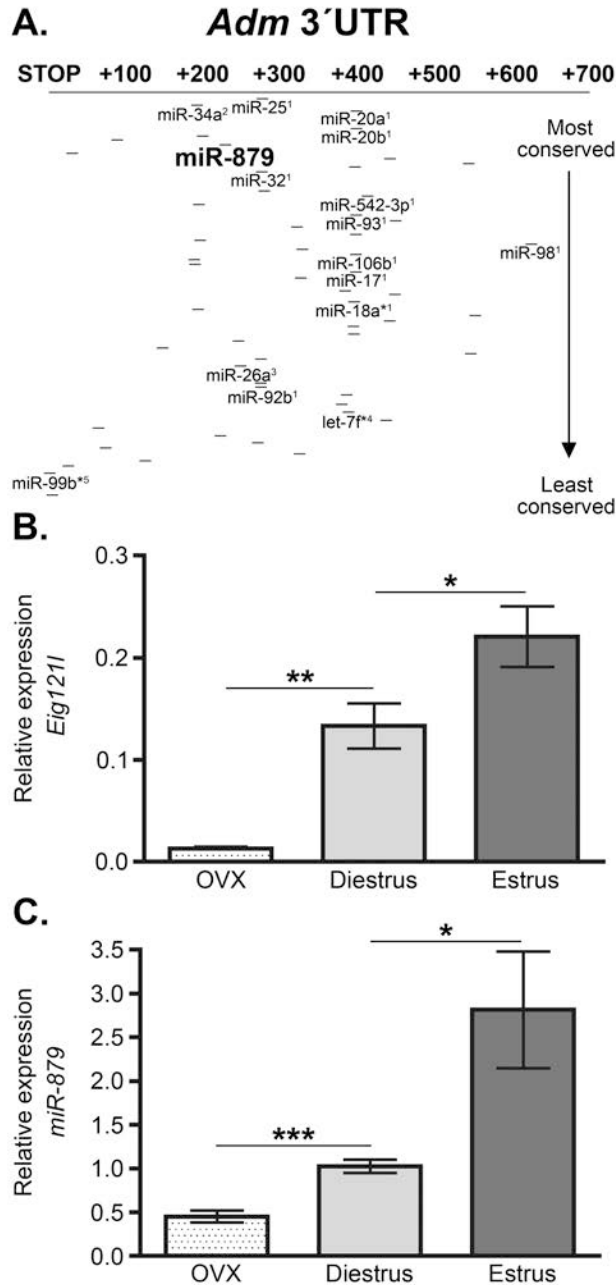 A. Adm 3´UTR
STOP +100 +200 +300 +400 +500 +600 +700
miR-34a² miR-25¹ miR-20a¹
miR-20b¹ Most
conserved
miR-879
miR-32¹
miR-542-3p¹
miR-93¹
miR-98¹
miR-106b¹
miR-17¹
miR-18a*¹
miR-26a³
miR-92b¹
let-7f*⁴
miR-99b*⁵
Least
conserved
B.
Relative expression
Eig121l
0.3
0.2
0.1
0.0
**
*
OVX Diestrus Estrus
C.
Relative expression
miR-879
3.5
3.0
2.5
2.0
1.5
1.0
0.5
0.0
***
*
OVX Diestrus Estrus